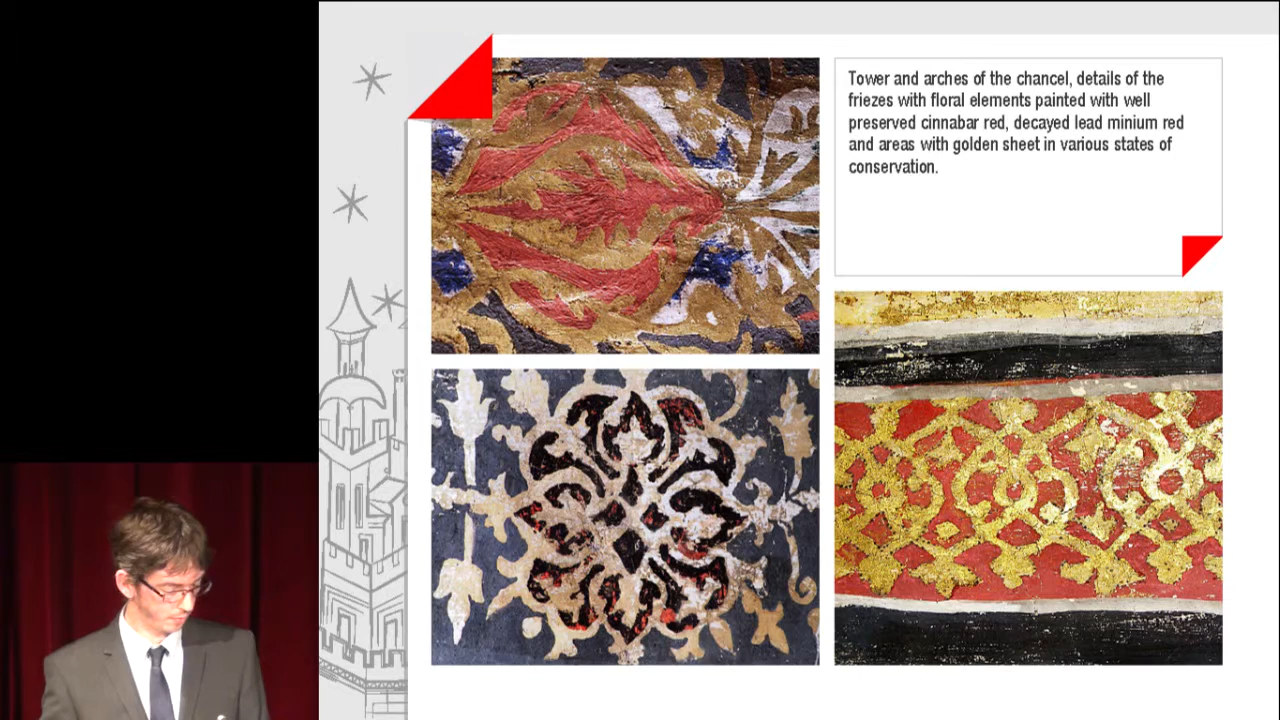 Tower and arches of the chancel, details of the
friezes with floral elements painted with well
preserved cinnabar red, decayed lead minium red
and areas with golden sheet in various states of
conservation.